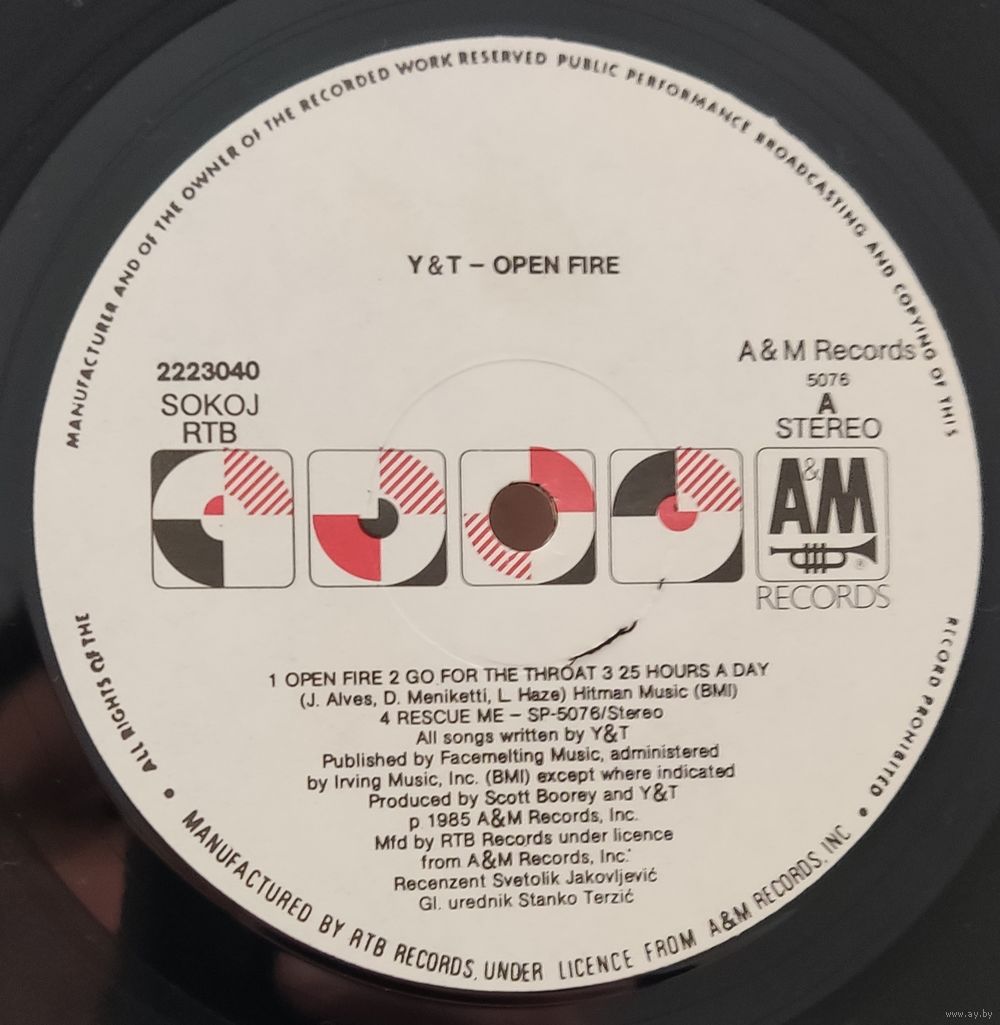 MANUFACTURER AND OF THE OWNER OF THE RECORDED WORK RESERVED PUBLIC PERFORMANCE BROADCASTING AND COPYING OF THIS
Y & T – OPEN FIRE
2223040
SOKOJ
RTB
A & M Records
5076
A
STEREO
A&M
®
RECORDS
1 OPEN FIRE 2 GO FOR THE THROAT 3 25 HOURS A DAY
(J. Alves, D. Meniketti, L. Haze) Hitman Music (BMI)
4 RESCUE ME – SP-5076/Stereo
All songs written by Y&T
Published by Facemelting Music, administered
by Irving Music, Inc. (BMI) except where indicated
Produced by Scott Boorey and Y&T
p 1985 A&M Records, Inc.
Mfd by RTB Records under licence
from A&M Records, Inc.
Recenzent Svetolik Jakovljević
Gl. urednik Stanko Terzić
ALL RIGHTS OF THE
RECORD PROHIBITED
• MANUFACTURED BY RTB RECORDS, UNDER LICENCE FROM A&M RECORDS, INC •
www.ay.by